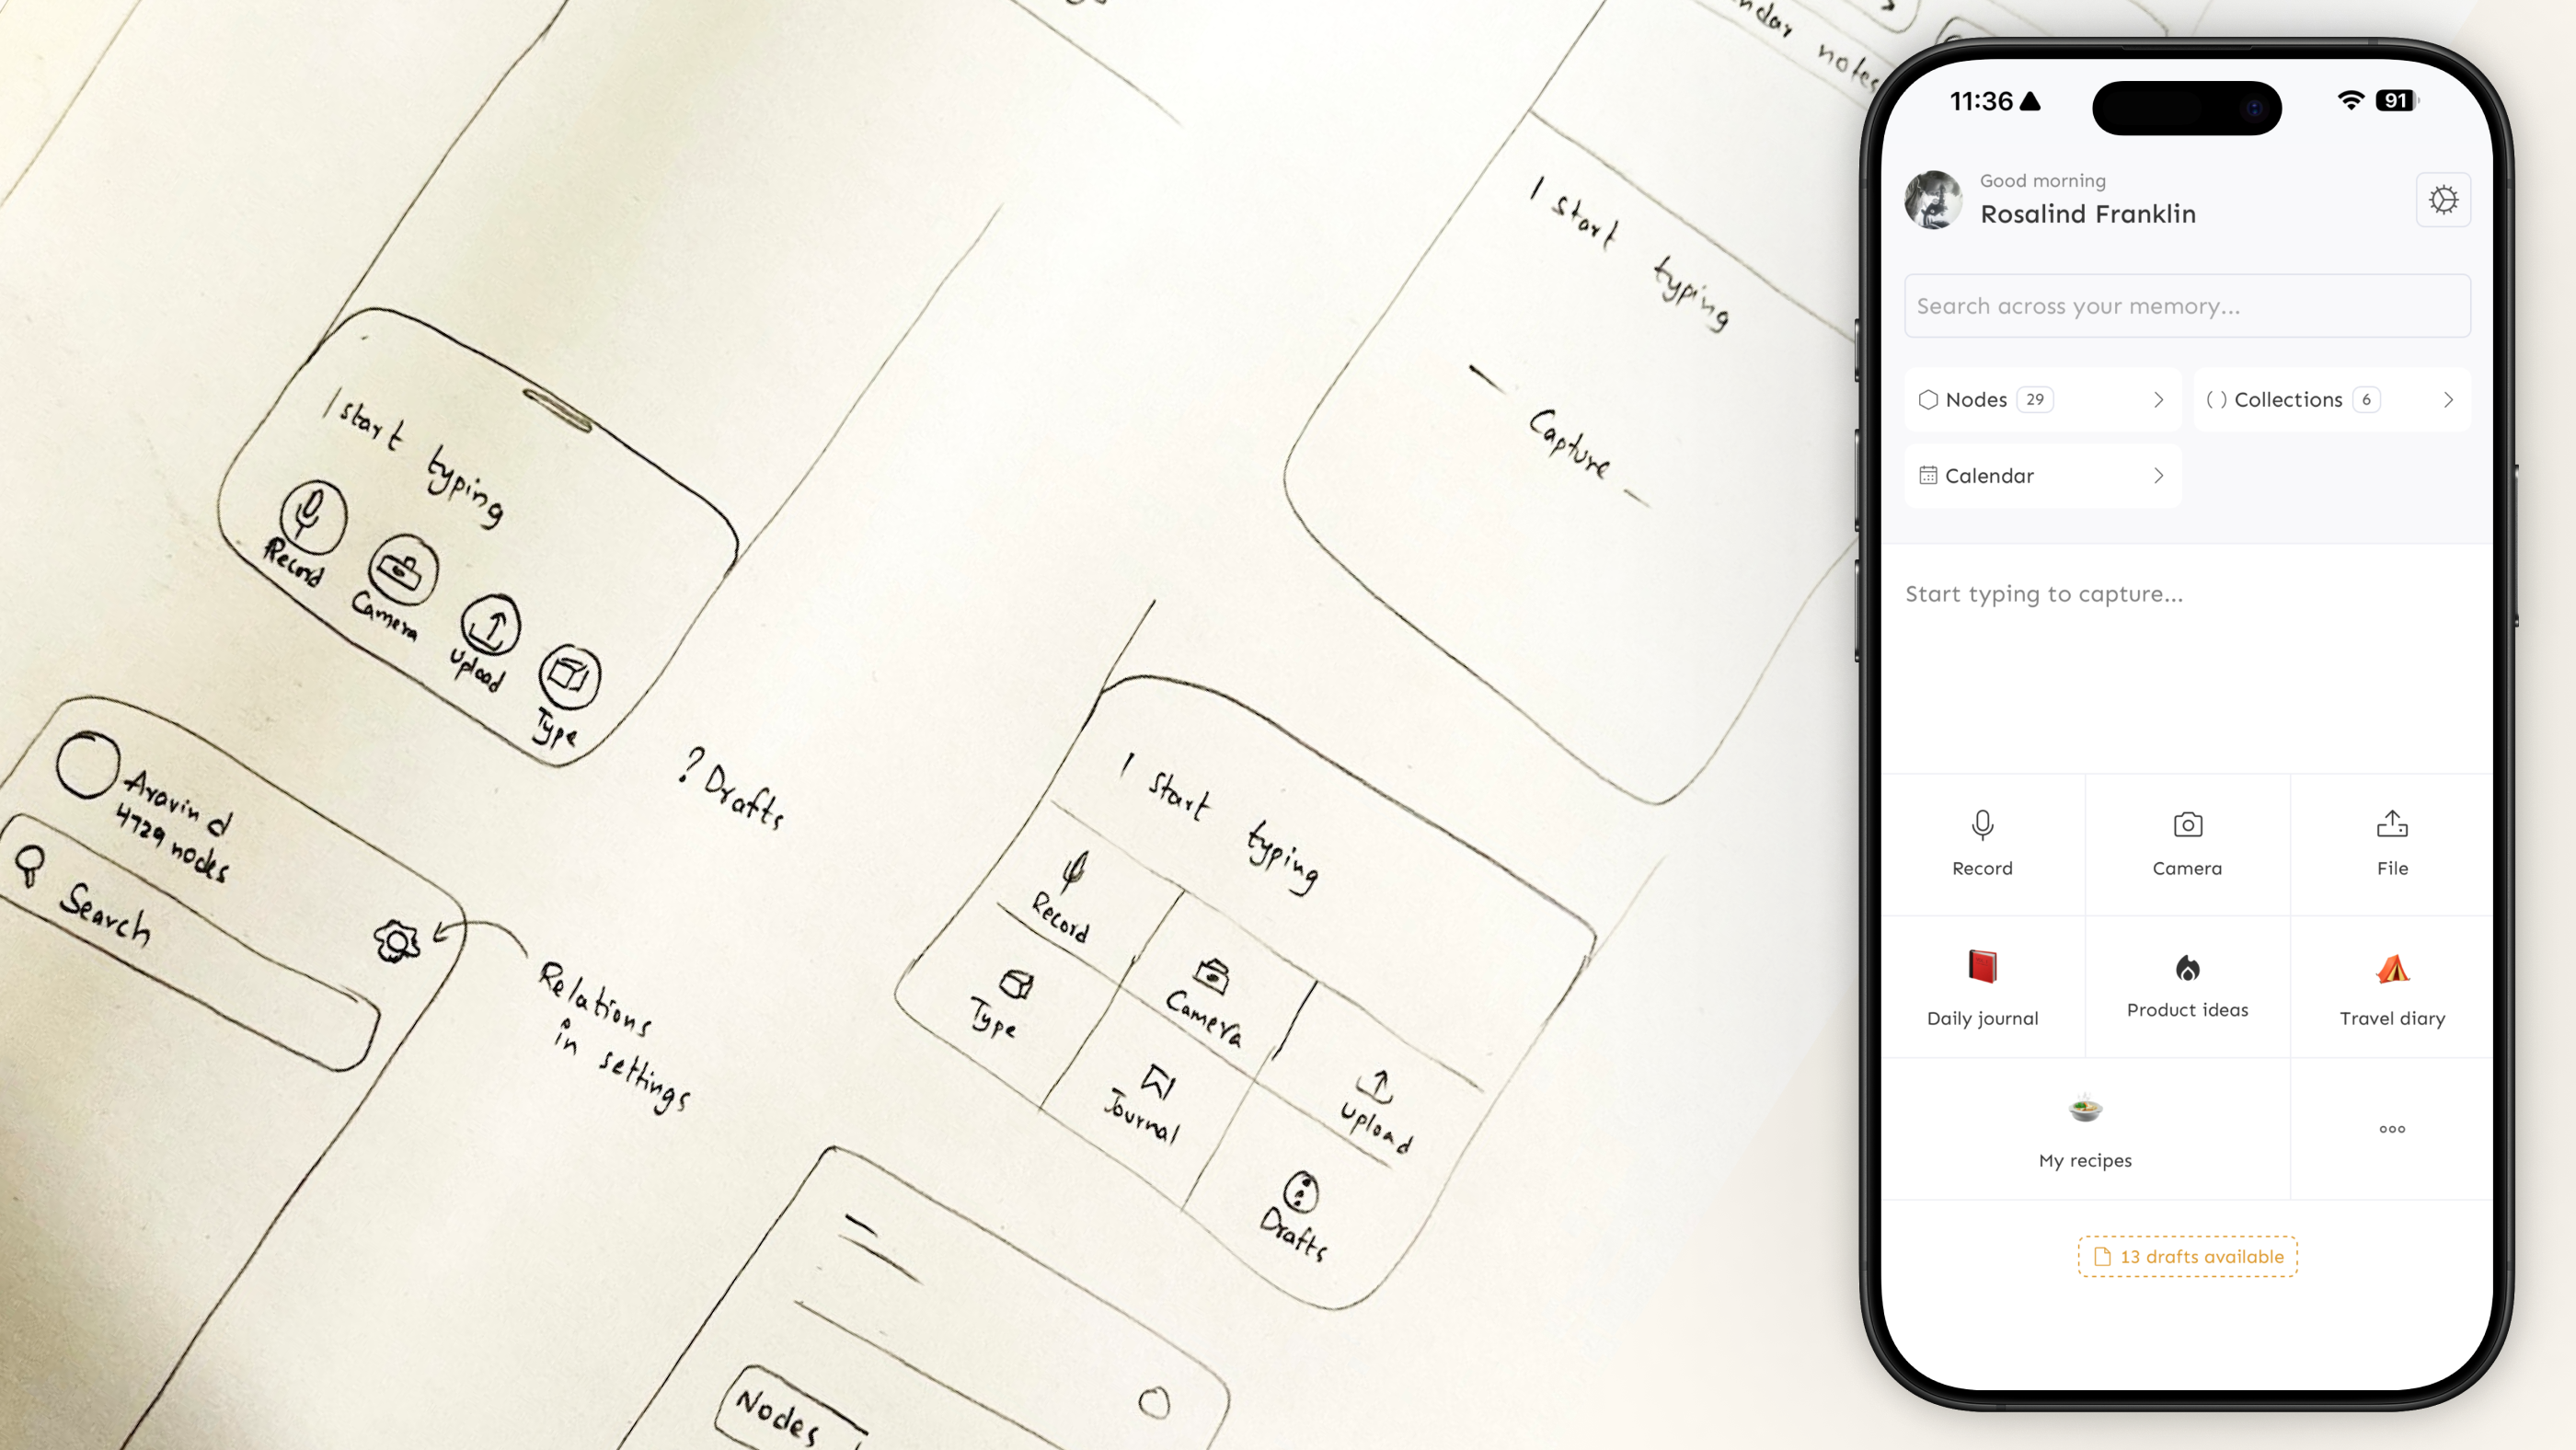 notes
I start typing
— Capture —
I start typing
Record
Camera
Upload
Type
? Drafts
Aravind
4729 nodes
Search
Relations
in settings
I start typing
Record
Camera
Upload
Type
Journal
Drafts
Nodes
11:36
91
Good morning
Rosalind Franklin
Search across your memory...
Nodes 29
Collections 6
Calendar
Start typing to capture...
Record
Camera
File
Daily journal
Product ideas
Travel diary
My recipes
13 drafts available